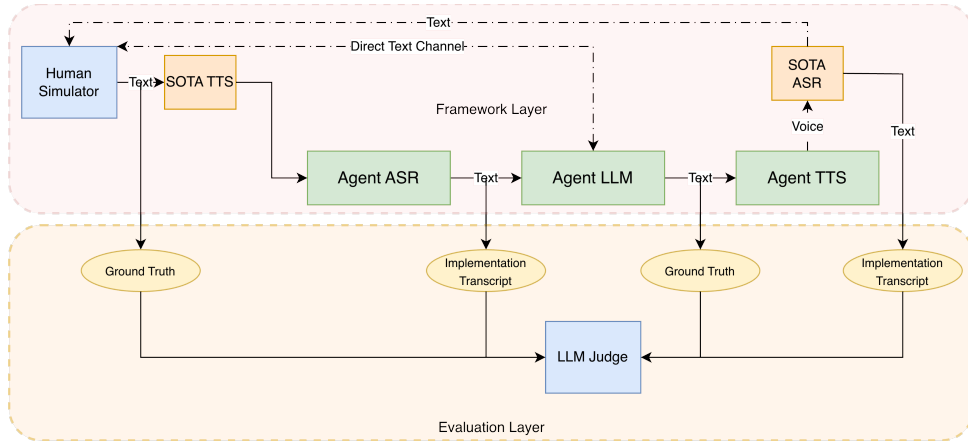 Text
Direct Text Channel
Human
Simulator
Text
SOTA TTS
SOTA
ASR
Framework Layer
Voice
Text
Agent ASR
Text
Agent LLM
Text
Agent TTS
Ground Truth
Implementation
Transcript
Ground Truth
Implementation
Transcript
LLM Judge
Evaluation Layer